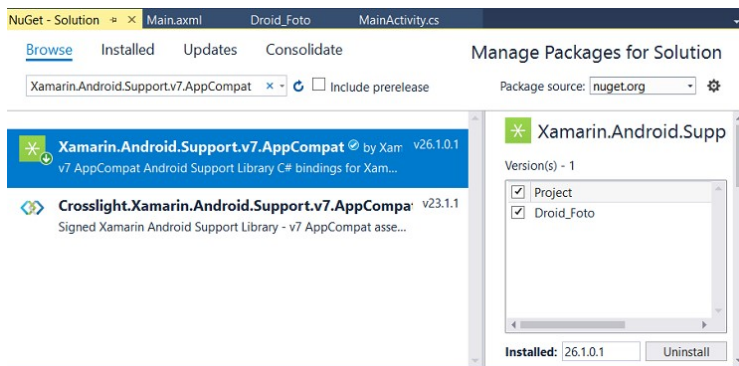 NuGet - Solution
Main.axml
Droid_Foto
MainActivity.cs
Browse
Installed
Updates
Consolidate
Manage Packages for Solution
Xamarin.Android.Support.v7.AppCompat
Include prerelease
Package source: nuget.org
Xamarin.Android.Support.v7.AppCompat by Xam v26.1.0.1
v7 AppCompat Android Support Library C# bindings for Xam...
Crosslight.Xamarin.Android.Support.v7.AppCompa v23.1.1
Signed Xamarin Android Support Library - v7 AppCompat asse...
Xamarin.Android.Supp
Version(s) - 1
Project
Droid_Foto
Installed: 26.1.0.1
Uninstall